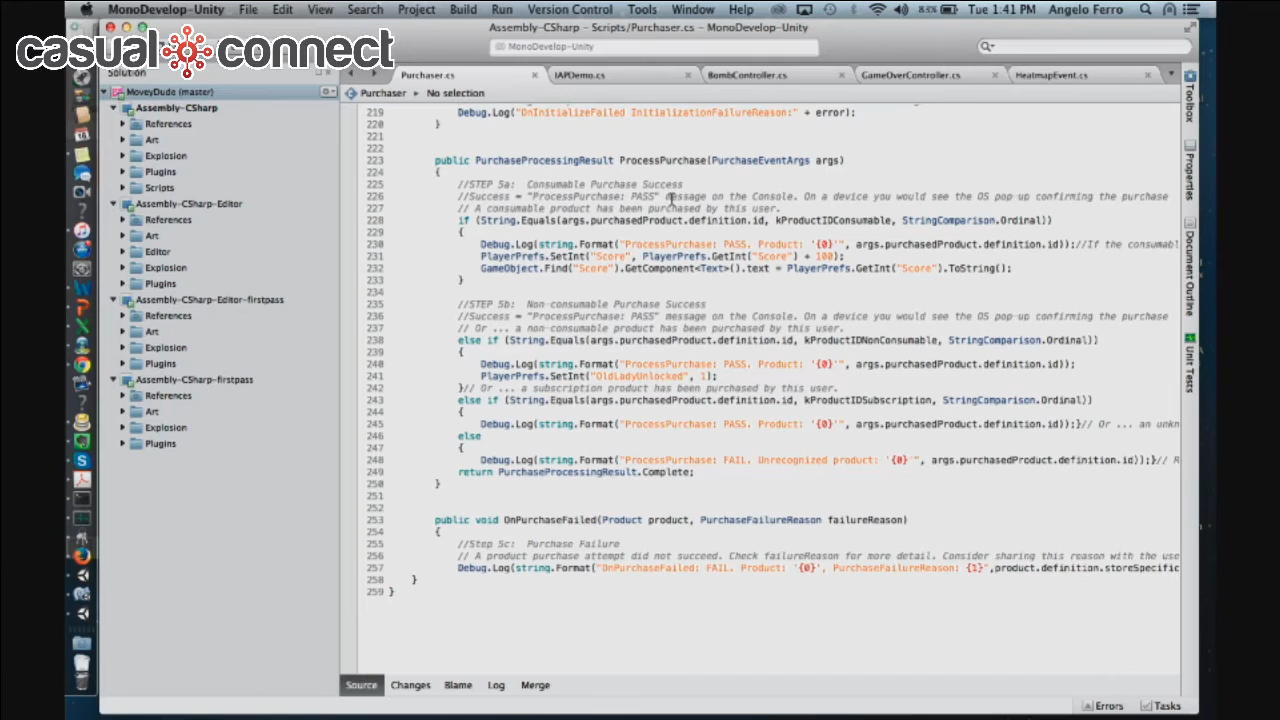 MonoDevelop-Unity File Edit View Search Project Build Run Version Control Tools Window Help 83% Tue 1:41 PM Angelo Ferro
Assembly-CSharp – Scripts/Purchaser.cs – MonoDevelop-Unity
casual connect
MonoDevelop-Unity
Solution
Purchaser.cs IAPDemo.cs BombController.cs GameOverController.cs HeatmapEvent.cs
MoveyDude (master)
Purchaser ▸ No selection
Assembly-CSharp
References
Art
Explosion
Plugins
Scripts
Assembly-CSharp-Editor
References
Art
Editor
Explosion
Plugins
Assembly-CSharp-Editor-firstpass
References
Art
Explosion
Plugins
Assembly-CSharp-firstpass
References
Art
Explosion
Plugins
219 Debug.Log("OnInitializeFailed InitializationFailureReason:" + error);
220 }
221
222
223 public PurchaseProcessingResult ProcessPurchase(PurchaseEventArgs args)
224 {
225 //STEP 5a: Consumable Purchase Success
226 //Success = "ProcessPurchase: PASS" message on the Console. On a device you would see the OS pop-up confirming the purchase
227 // A consumable product has been purchased by this user.
228 if (String.Equals(args.purchasedProduct.definition.id, kProductIDConsumable, StringComparison.Ordinal))
229 {
230 Debug.Log(string.Format("ProcessPurchase: PASS. Product: '{0}'", args.purchasedProduct.definition.id));//If the consumab
231 PlayerPrefs.SetInt("Score", PlayerPrefs.GetInt("Score") + 100);
232 GameObject.Find("Score").GetComponent<Text>().text = PlayerPrefs.GetInt("Score").ToString();
233 }
234
235 //STEP 5b: Non-consumable Purchase Success
236 //Success = "ProcessPurchase: PASS" message on the Console. On a device you would see the OS pop-up confirming the purchase
237 // Or ... a non-consumable product has been purchased by this user.
238 else if (String.Equals(args.purchasedProduct.definition.id, kProductIDNonConsumable, StringComparison.Ordinal))
239 {
240 Debug.Log(string.Format("ProcessPurchase: PASS. Product: '{0}'", args.purchasedProduct.definition.id));
241 PlayerPrefs.SetInt("OldLadyUnlocked", 1);
242 }// Or ... a subscription product has been purchased by this user.
243 else if (String.Equals(args.purchasedProduct.definition.id, kProductIDSubscription, StringComparison.Ordinal))
244 {
245 Debug.Log(string.Format("ProcessPurchase: PASS. Product: '{0}'", args.purchasedProduct.definition.id));}// Or ... an unkn
246 else
247 {
248 Debug.Log(string.Format("ProcessPurchase: FAIL. Unrecognized product: '{0}'", args.purchasedProduct.definition.id));}// R
249 return PurchaseProcessingResult.Complete;
250 }
251
252
253 public void OnPurchaseFailed(Product product, PurchaseFailureReason failureReason)
254 {
255 //Step 5c: Purchase Failure
256 // A product purchase attempt did not succeed. Check failureReason for more detail. Consider sharing this reason with the use
257 Debug.Log(string.Format("OnPurchaseFailed: FAIL. Product: '{0}', PurchaseFailureReason: {1}",product.definition.storeSpecific
258 }
259 }
Toolbox
Properties
Document Outline
Unit Tests
Source Changes Blame Log Merge
Errors Tasks